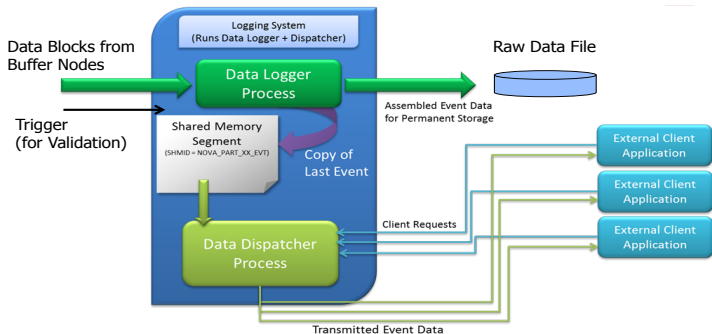 Logging System
(Runs Data Logger + Dispatcher)
Data Blocks from
Buffer Nodes
Data Logger
Process
Raw Data File
Assembled Event Data
for Permanent Storage
Trigger
(for Validation)
Shared Memory
Segment
(SHMID = NOVA_PART_XX_EVT)
Copy of
Last Event
External Client
Application
External Client
Application
External Client
Application
Client Requests
Data Dispatcher
Process
Transmitted Event Data